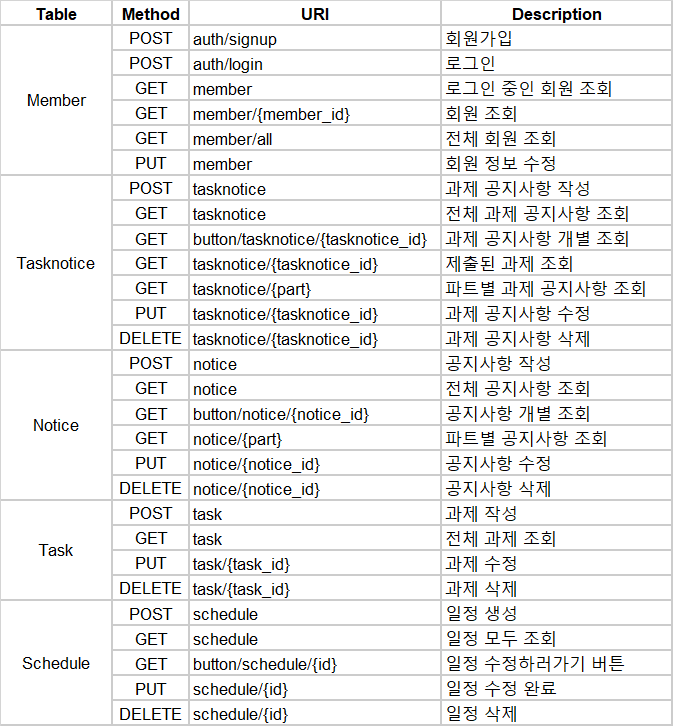 Table Method URI Description
Member
POST auth/signup 회원가입
POST auth/login 로그인
GET member 로그인 중인 회원 조회
GET member/{member_id} 회원 조회
GET member/all 전체 회원 조회
PUT member 회원 정보 수정
Tasknotice
POST tasknotice 과제 공지사항 작성
GET tasknotice 전체 과제 공지사항 조회
GET button/tasknotice/{tasknotice_id} 과제 공지사항 개별 조회
GET tasknotice/{tasknotice_id} 제출된 과제 조회
GET tasknotice/{part} 파트별 과제 공지사항 조회
PUT tasknotice/{tasknotice_id} 과제 공지사항 수정
DELETE tasknotice/{tasknotice_id} 과제 공지사항 삭제
Notice
POST notice 공지사항 작성
GET notice 전체 공지사항 조회
GET button/notice/{notice_id} 공지사항 개별 조회
GET notice/{part} 파트별 공지사항 조회
PUT notice/{notice_id} 공지사항 수정
DELETE notice/{notice_id} 공지사항 삭제
Task
POST task 과제 작성
GET task 전체 과제 조회
PUT task/{task_id} 과제 수정
DELETE task/{task_id} 과제 삭제
Schedule
POST schedule 일정 생성
GET schedule 일정 모두 조회
GET button/schedule/{id} 일정 수정하러가기 버튼
PUT schedule/{id} 일정 수정 완료
DELETE schedule/{id} 일정 삭제